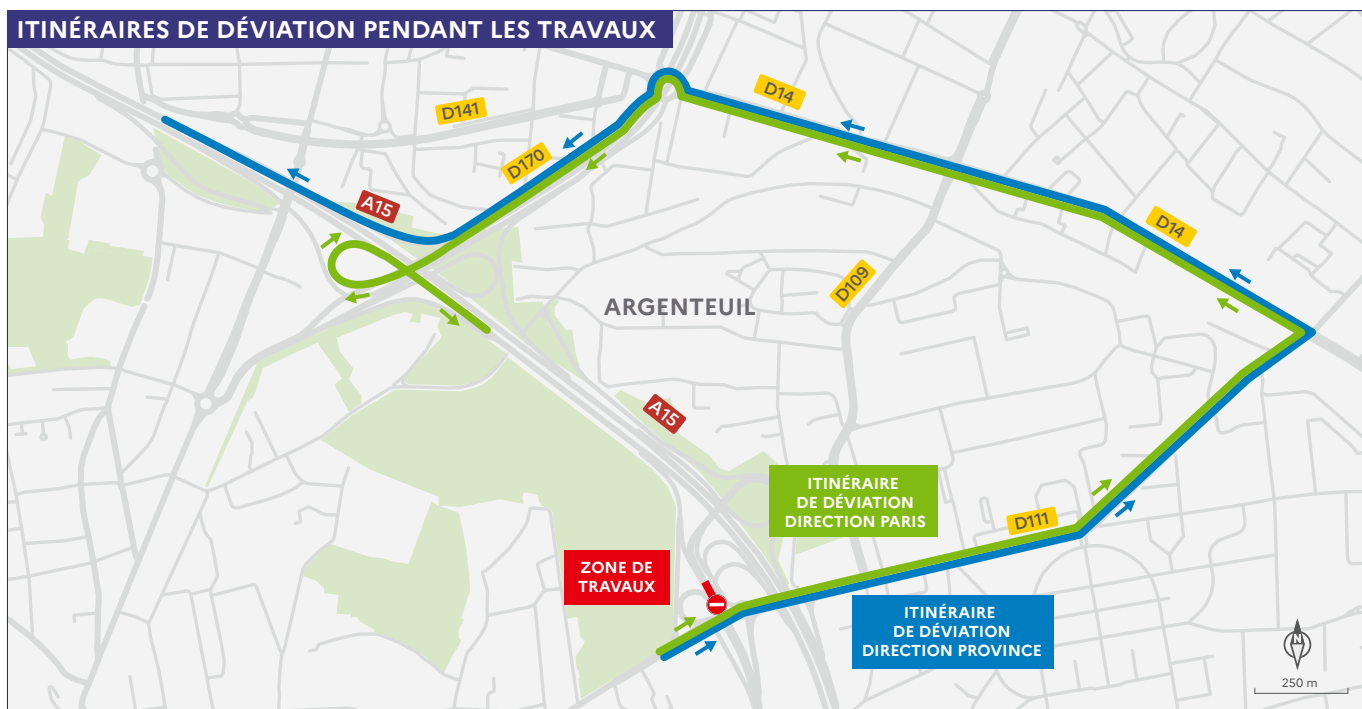 ITINÉRAIRES DE DÉVIATION PENDANT LES TRAVAUX
D14
D141
D170
A15
D14
D109
ARGENTEUIL
A15
ITINÉRAIRE
DE DÉVIATION
DIRECTION PARIS
D111
ZONE DE
TRAVAUX
ITINÉRAIRE
DE DÉVIATION
DIRECTION PROVINCE
N
250 m